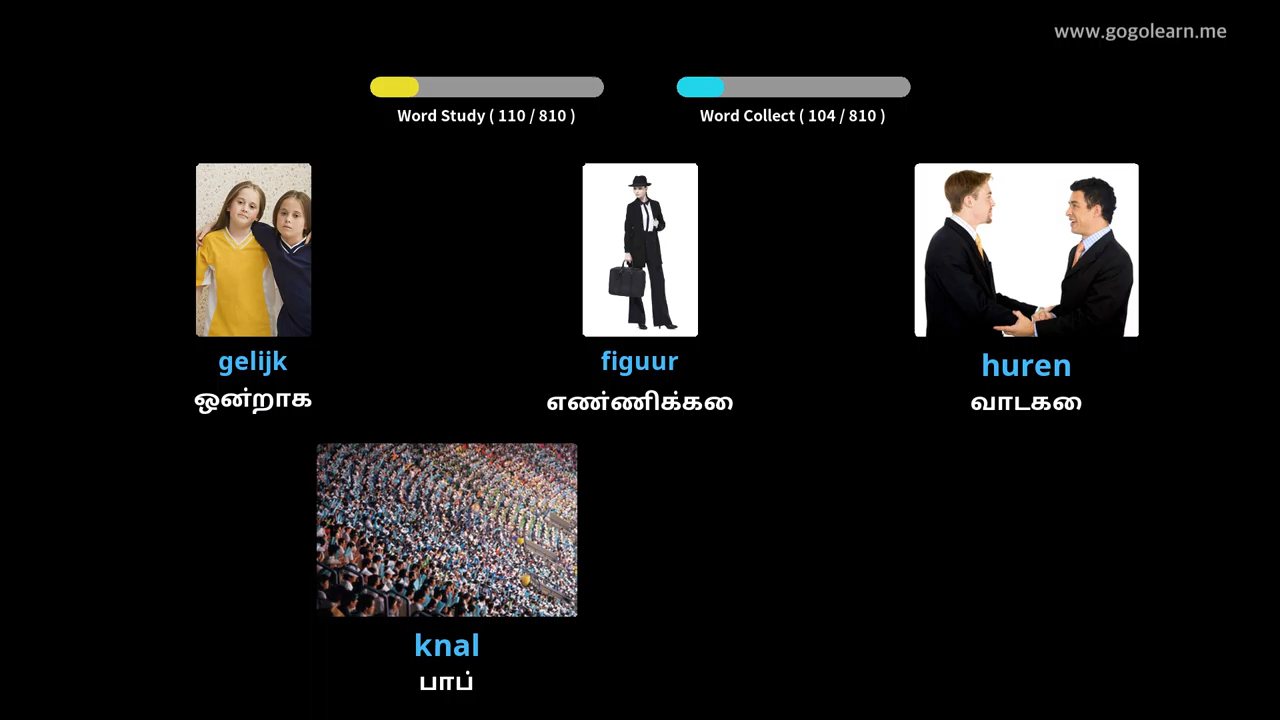 www.gogolearn.me
Word Study ( 110 / 810 )
Word Collect ( 104 / 810 )
gelijk
figuur
huren
ஒன்றாக
எண்ணிக்கை
வாடகை
knal
பாப்